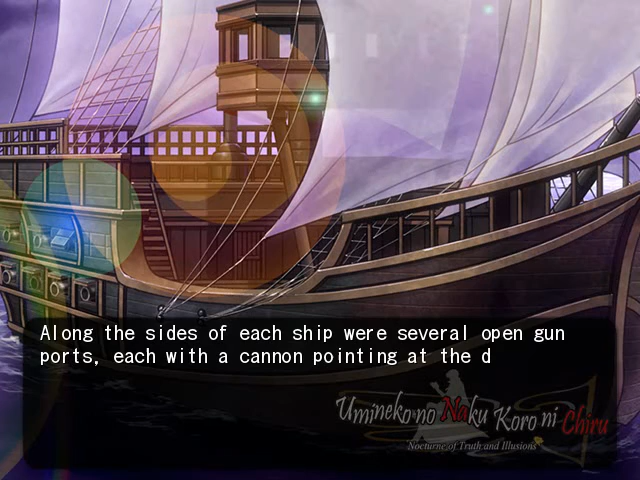 Along the sides of each ship were several open gun
ports, each with a cannon pointing at the d
Umineko no Naku Koro ni Chiru
Nocturne of Truth and Illusions